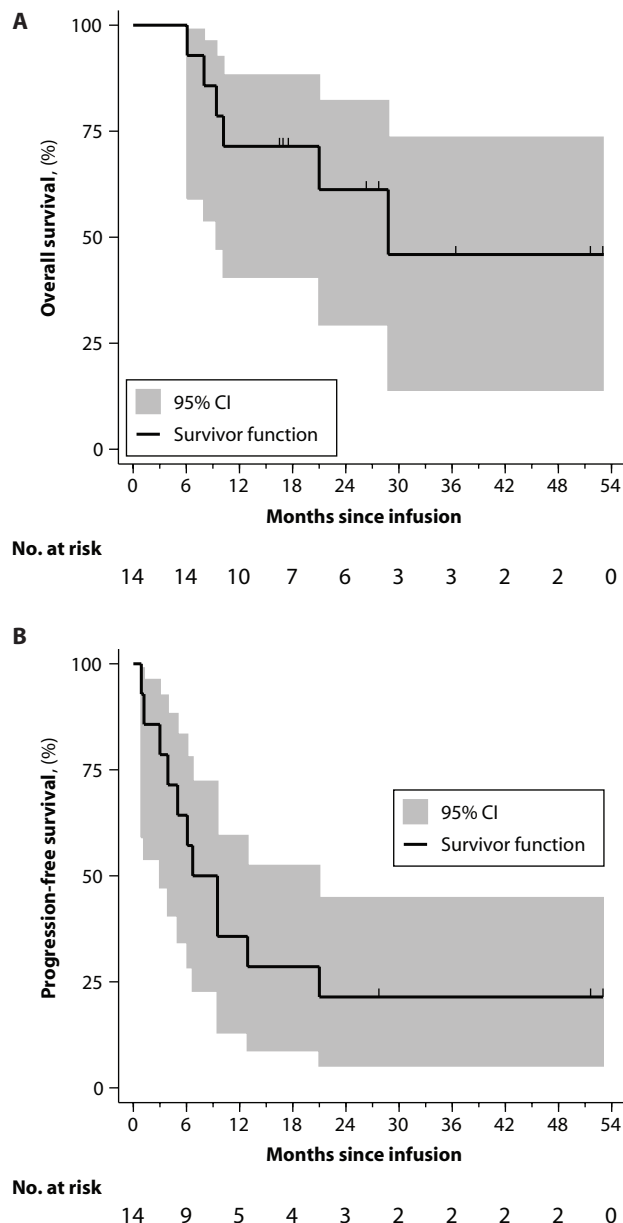 A
100
75
50
25
0
Overall survival, (%)
95% CI
Survivor function
0 6 12 18 24 30 36 42 48 54
Months since infusion
No. at risk
14 14 10 7 6 3 3 2 2 0
B
100
75
50
25
0
Progression-free survival, (%)
95% CI
Survivor function
0 6 12 18 24 30 36 42 48 54
Months since infusion
No. at risk
14 9 5 4 3 2 2 2 2 0